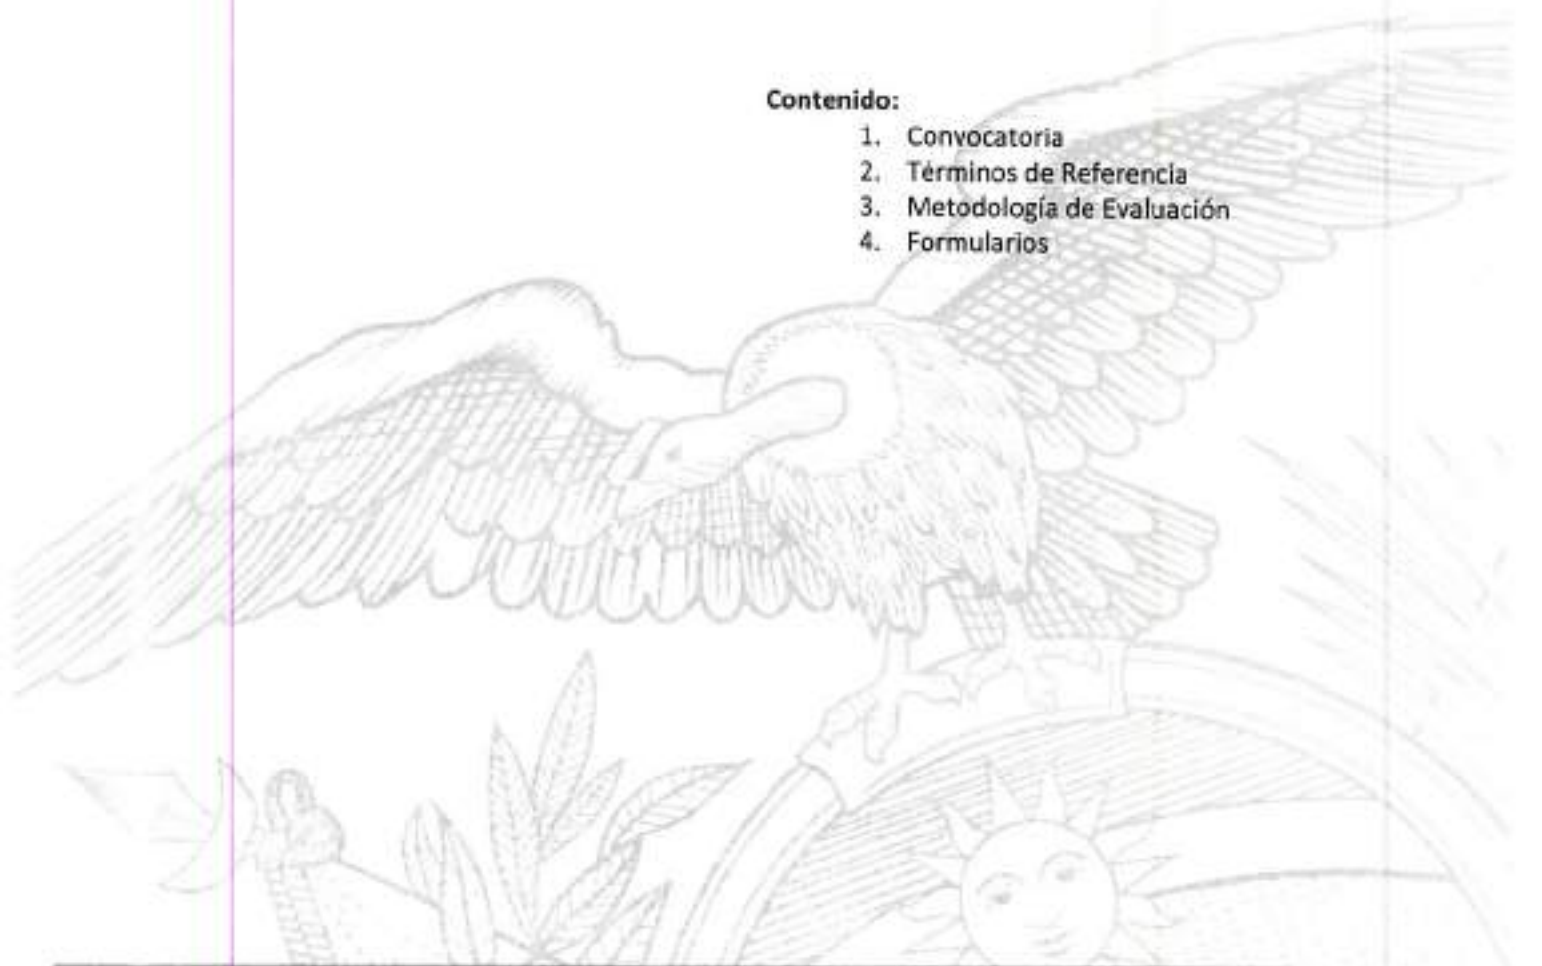 Contenido:
1. Convocatoria
2. Términos de Referencia
3. Metodología de Evaluación
4. Formularios